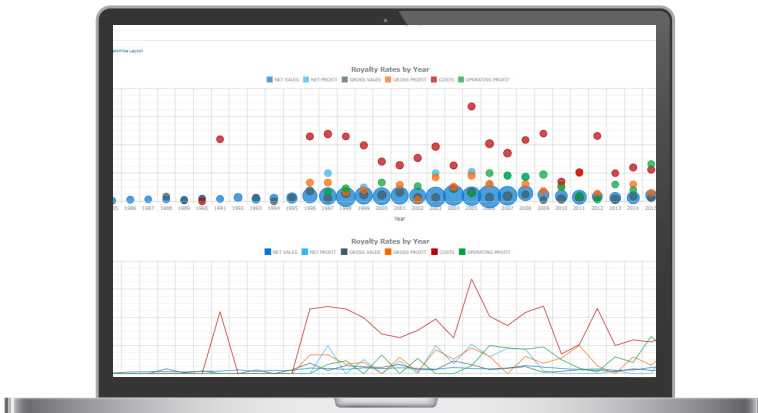 Royalty Rates by Year
NET SALES NET PROFIT GROSS SALES GROSS PROFIT COSTS OPERATING PROFIT
1986 1987 1988 1989 1990 1991 1992 1993 1994 1995 1996 1997 1998 1999 2000 2001 2002 2003 2004 2005 2006 2007 2008 2009 2010 2011 2012 2013 2014 2015
Year
Royalty Rates by Year
NET SALES NET PROFIT GROSS SALES GROSS PROFIT COSTS OPERATING PROFIT